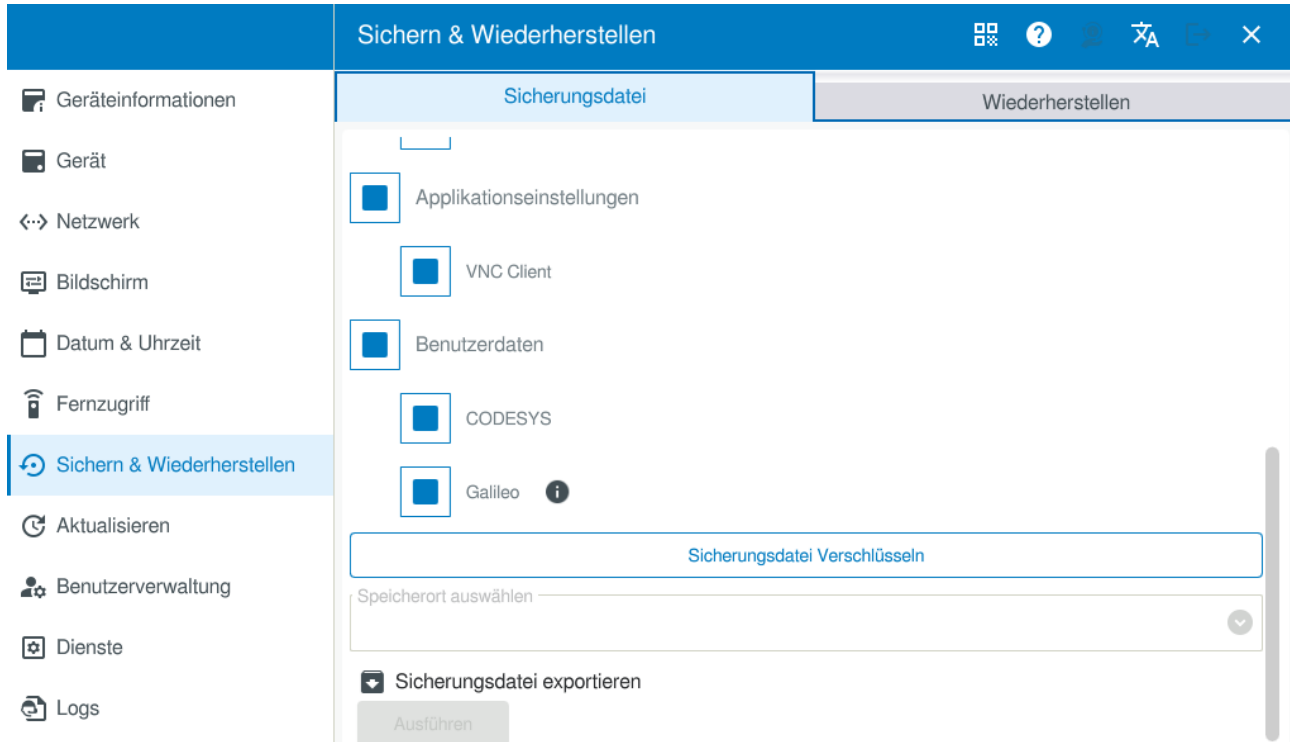 Sichern & Wiederherstellen
Geräteinformationen
Gerät
Netzwerk
Bildschirm
Datum & Uhrzeit
Fernzugriff
Sichern & Wiederherstellen
Aktualisieren
Benutzerverwaltung
Dienste
Logs
Sicherungsdatei
Wiederherstellen
Applikationseinstellungen
VNC Client
Benutzerdaten
CODESYS
Galileo
Sicherungsdatei Verschlüsseln
Speicherort auswählen
Sicherungsdatei exportieren
Ausführen